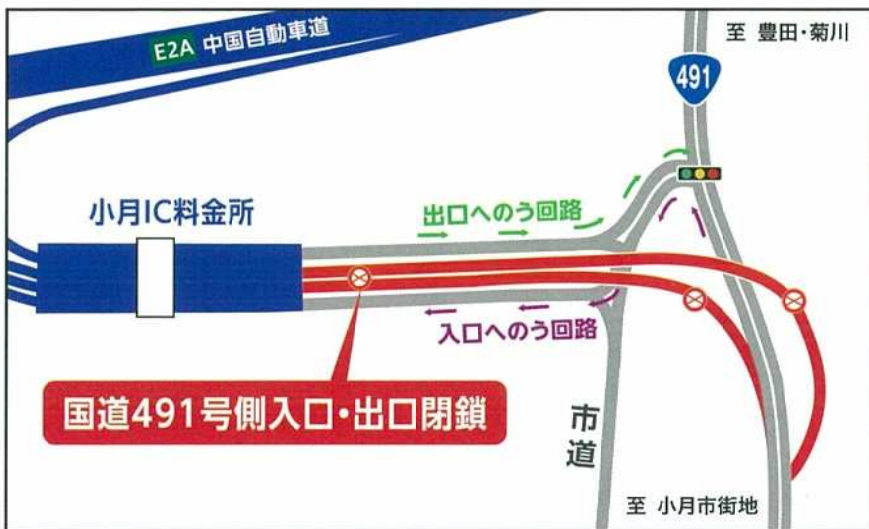 E2A 中国自動車道
至 豊田・菊川
491
小月IC料金所
出口へのう回路
入口へのう回路
国道491号側入口・出口閉鎖
市道
至 小月市街地